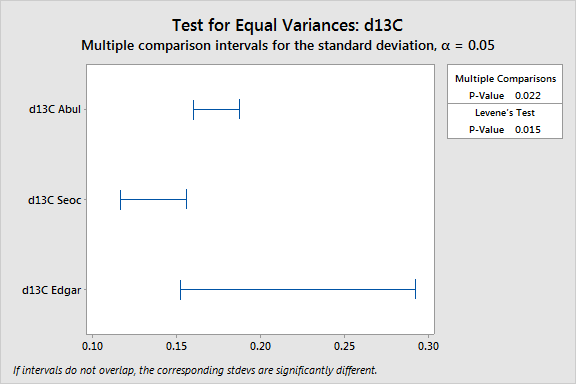 Test for Equal Variances: d13C
Multiple comparison intervals for the standard deviation, α = 0.05
Multiple Comparisons
P-Value 0.022
Levene's Test
P-Value 0.015
d13C Abul
d13C Seoc
d13C Edgar
0.10 0.15 0.20 0.25 0.30
If intervals do not overlap, the corresponding stdevs are significantly different.